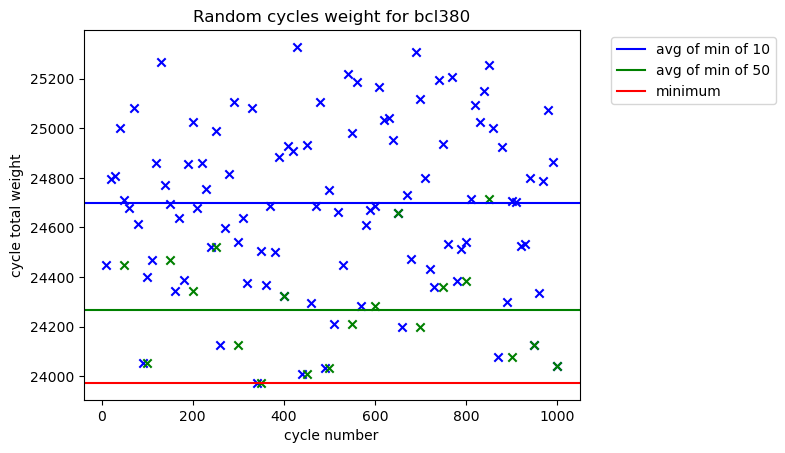 Random cycles weight for bcl380
avg of min of 10
avg of min of 50
minimum
cycle total weight
25200
25000
24800
24600
24400
24200
24000
0 200 400 600 800 1000
cycle number